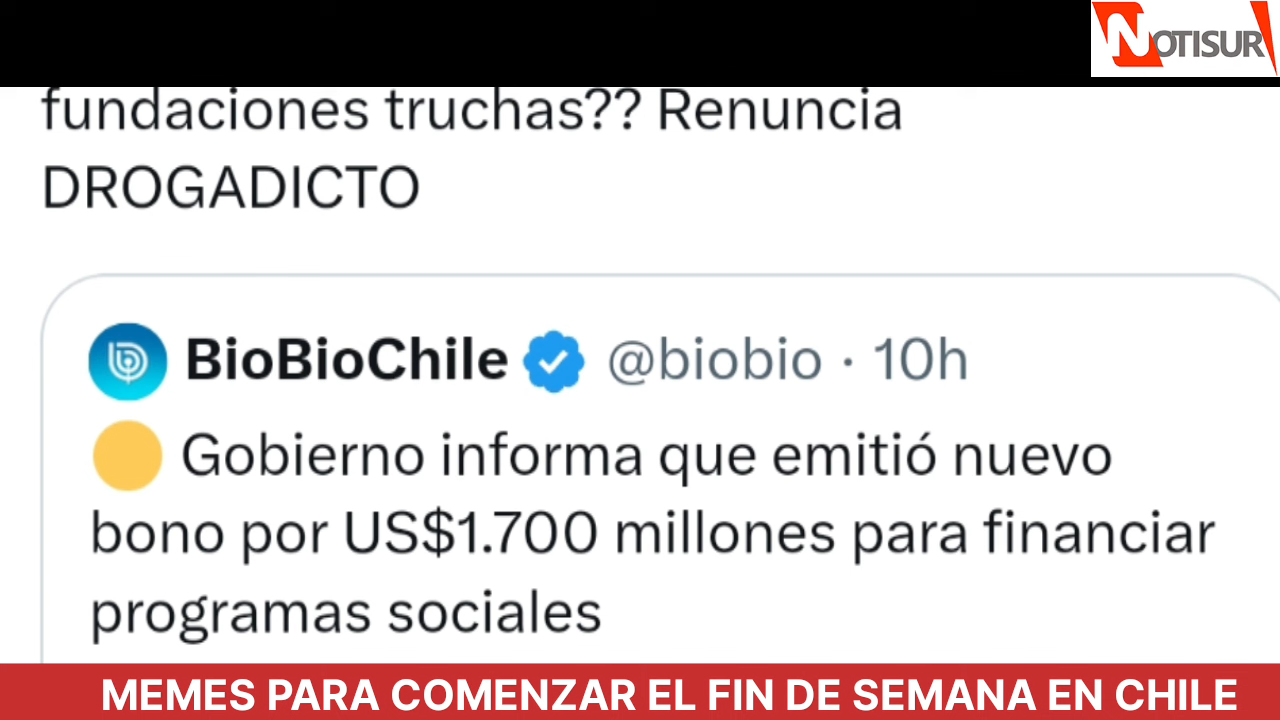 NOTISUR
fundaciones truchas?? Renuncia
DROGADICTO
BioBioChile @biobio · 10h
Gobierno informa que emitió nuevo
bono por US$1.700 millones para financiar
programas sociales
MEMES PARA COMENZAR EL FIN DE SEMANA EN CHILE